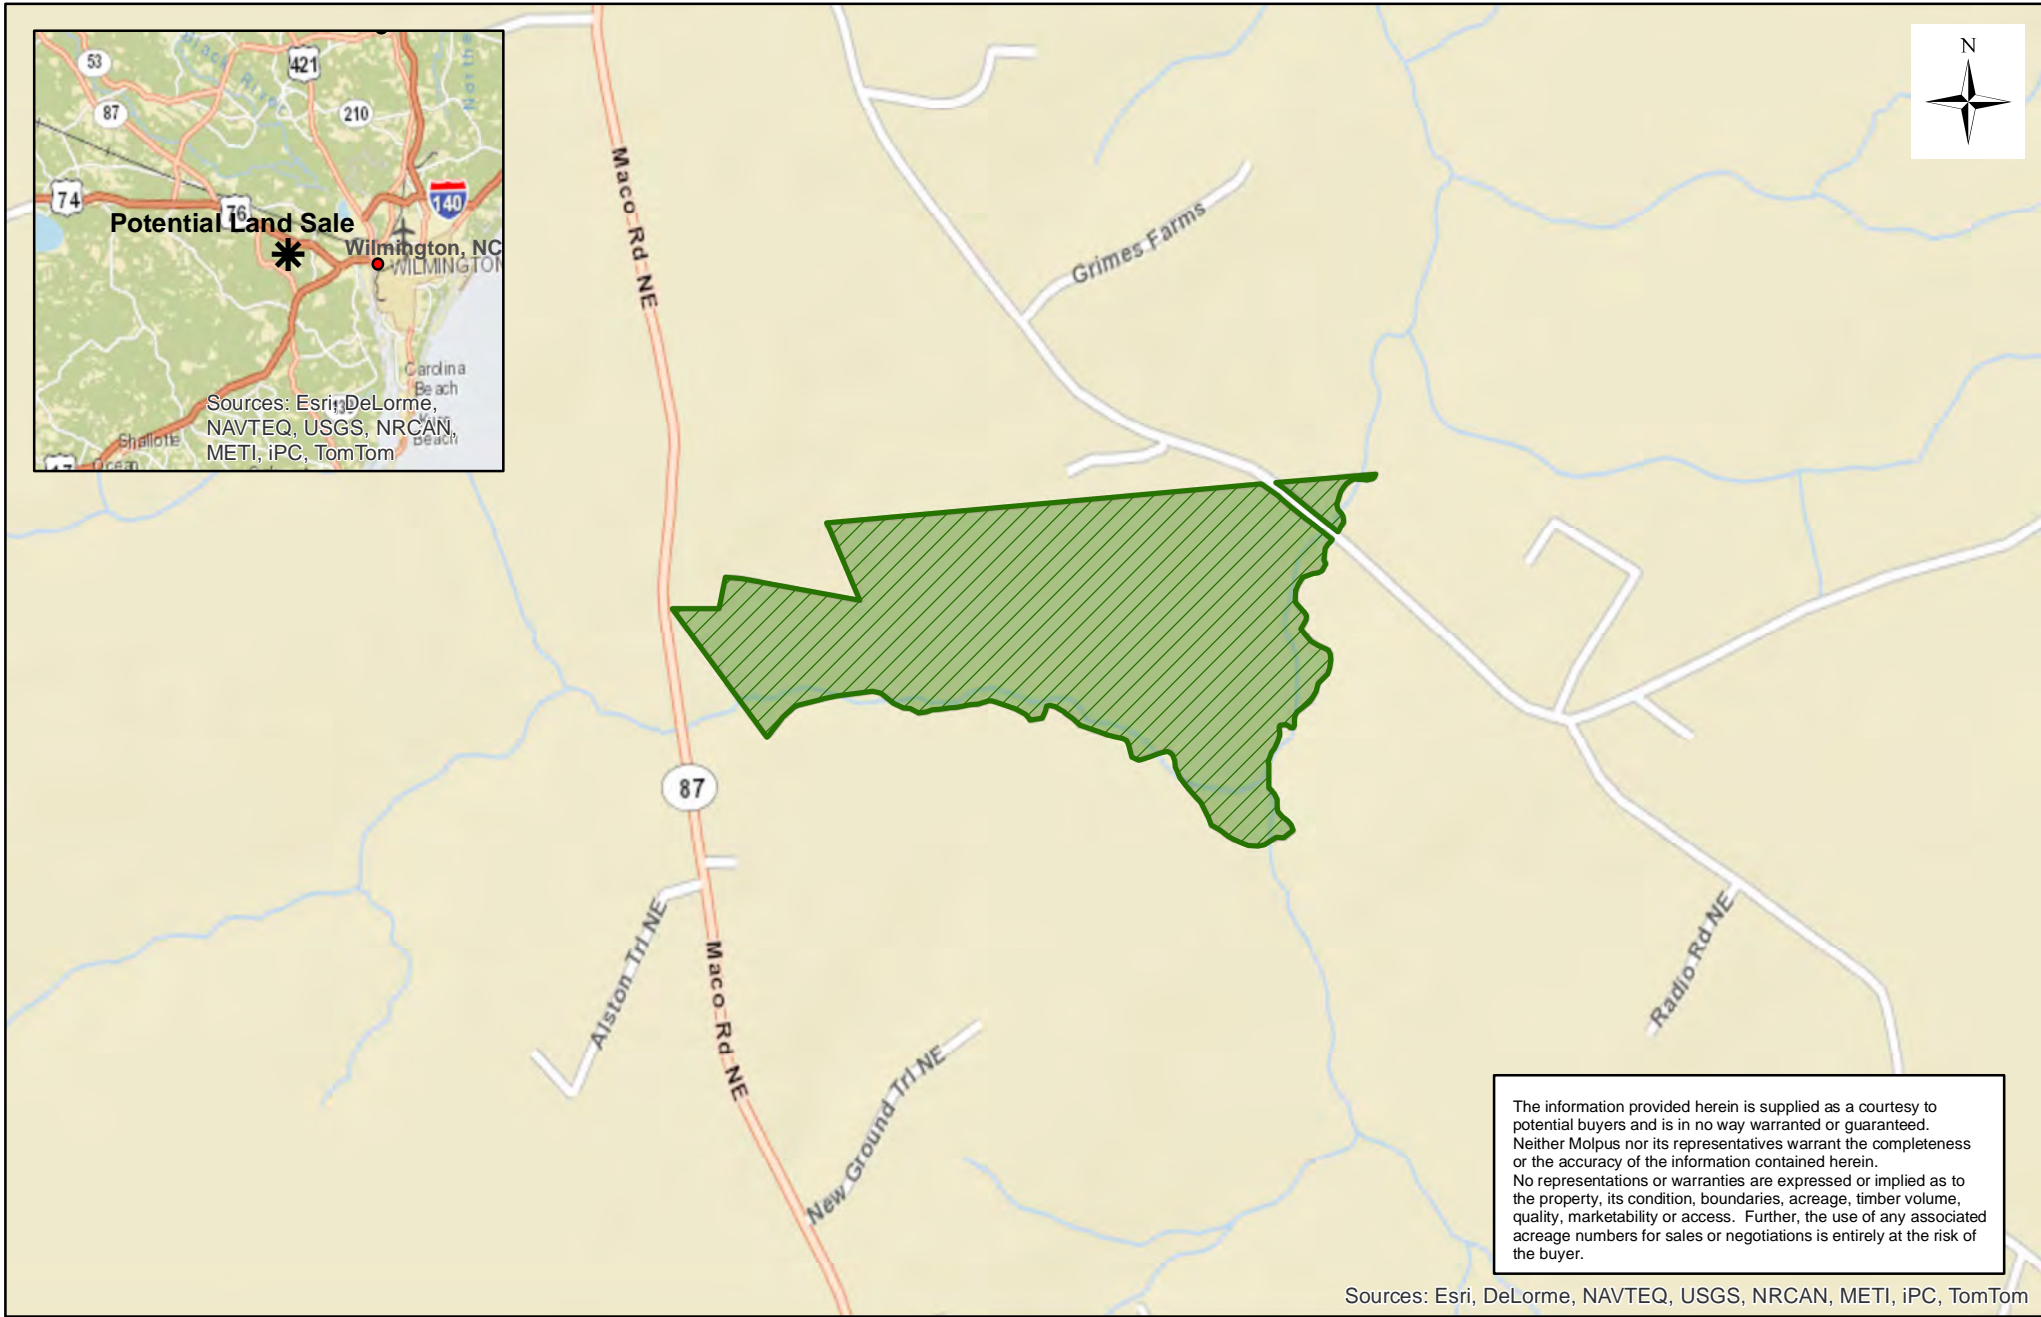 53
421
Black River
Northe
87
210
74
76
140
Potential Land Sale
Wilmington, NC
WILMINGTON
Carolina
Beach
Beach
Shallotte
Ocean
17
Sources: Esri, DeLorme,
NAVTEQ, USGS, NRCAN,
METI, iPC, TomTom
N
Maco Rd NE
Grimes Farms
87
Alston Trl NE
Maco Rd NE
New Ground Trl NE
Radio Rd NE
The information provided herein is supplied as a courtesy to
potential buyers and is in no way warranted or guaranteed.
Neither Molpus nor its representatives warrant the completeness
or the accuracy of the information contained herein.
No representations or warranties are expressed or implied as to
the property, its condition, boundaries, acreage, timber volume,
quality, marketability or access.  Further, the use of any associated
acreage numbers for sales or negotiations is entirely at the risk of
the buyer.
Sources: Esri, DeLorme, NAVTEQ, USGS, NRCAN, METI, iPC, TomTom